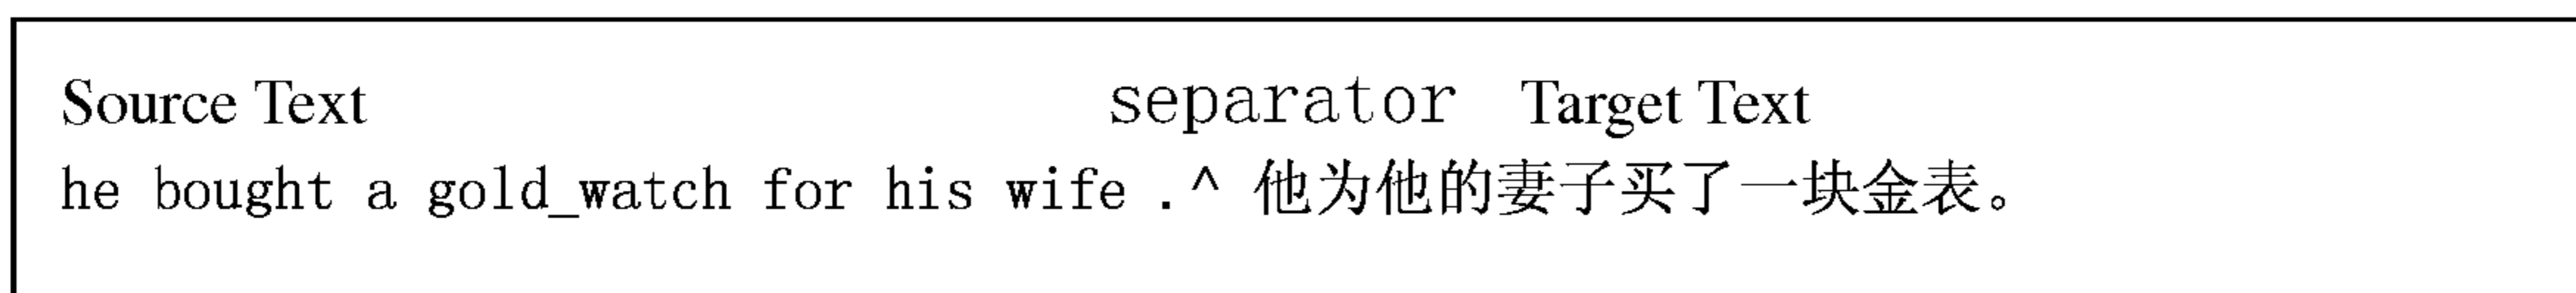 Source Text separator Target Text
he bought a gold_watch for his wife .^ 他为他的妻子买了一块金表。